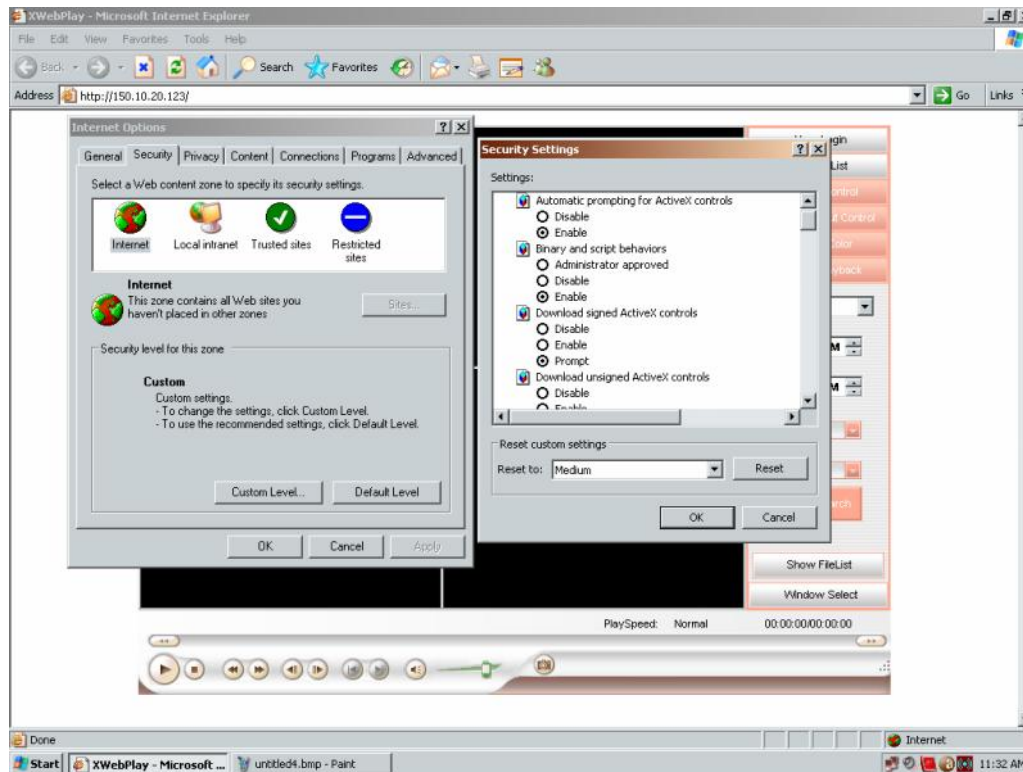 XWebPlay - Microsoft Internet Explorer
File Edit View Favorites Tools Help
Back Search Favorites
Address http://150.10.20.123/ Go Links
Internet Options
General Security Privacy Content Connections Programs Advanced
Select a Web content zone to specify its security settings.
Internet Local intranet Trusted sites Restricted sites
Internet
This zone contains all Web sites you
haven't placed in other zones
Sites...
Security level for this zone
Custom
Custom settings.
- To change the settings, click Custom Level.
- To use the recommended settings, click Default Level.
Custom Level... Default Level
OK Cancel Apply
Security Settings
Settings:
Automatic prompting for ActiveX controls
Disable
Enable
Binary and script behaviors
Administrator approved
Disable
Enable
Download signed ActiveX controls
Disable
Enable
Prompt
Download unsigned ActiveX controls
Disable
Enable
Reset custom settings
Reset to: Medium Reset
OK Cancel
List
Control
Color
M
M
Show FileList
Window Select
PlaySpeed: Normal 00:00:00/00:00:00
Done Internet
Start XWebPlay - Microsoft ... untitled4.bmp - Paint 11:32 AM